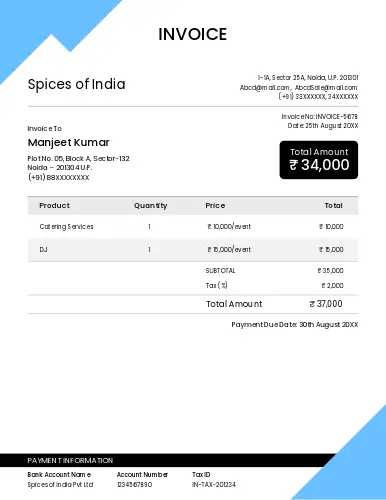 INVOICE
Spices of India
I-1A, Sector 25A, Noida, U.P. 201301
Abcd@mail.com, AbcdSale@mail.com
(+91) 33XXXXXX, 34XXXXXX
Invoice No: INVOICE-5678
Date: 25th August 20XX
Invoice To
Manjeet Kumar
Plot No. 05, Block A, Sector-132
Noida – 201304 U.P.
(+91) 88XXXXXXXX
Total Amount
₹ 34,000
Product Quantity Price Total
Catering Services 1 ₹ 10,000/event ₹ 10,000
DJ 1 ₹ 15,000/event ₹ 15,000
SUBTOTAL ₹ 35,000
Tax (%) ₹ 2,000
Total Amount ₹ 37,000
Payment Due Date: 30th August 20XX
PAYMENT INFORMATION
Bank Account Name Account Number Tax ID
Spices of India Pvt Ltd 1234567890 IN-TAX-201234